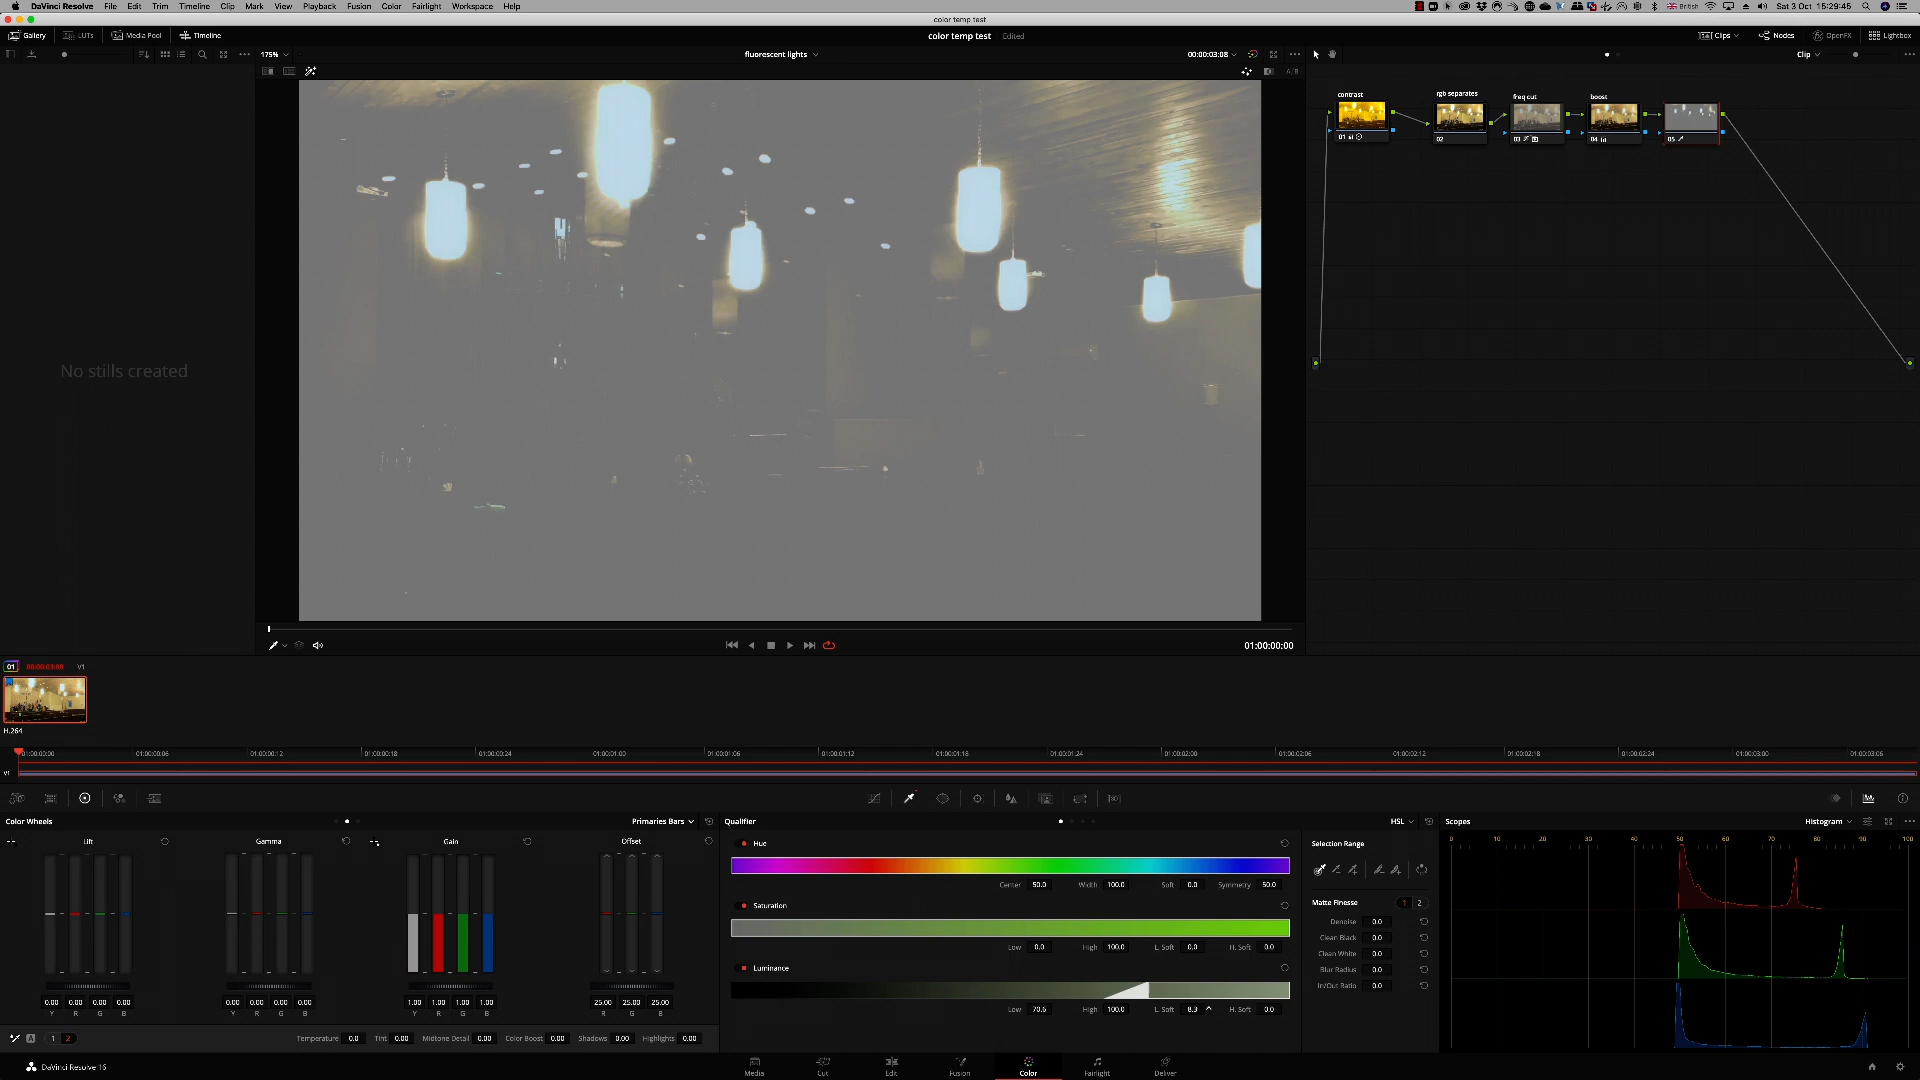 DaVinci Resolve File Edit Trim Timeline Clip Mark View Playback Fusion Color Fairlight Workspace Help British Sat 3 Oct 15:29:45
color temp test
Gallery LUTs Media Pool Timeline color temp test Edited Clips Nodes OpenFX Lightbox
175% fluorescent lights 00:00:03:08 Clip
A/B
contrast rgb separates freq cut boost
01 02 03 04 05
No stills created
01:00:00:00
01 00:00:03:08 V1
H.264
01:00:00:00 01:00:00:06 01:00:00:12 01:00:00:18 01:00:00:24 01:00:01:00 01:00:01:06 01:00:01:12 01:00:01:18 01:00:01:24 01:00:02:00 01:00:02:06 01:00:02:12 01:00:02:18 01:00:02:24 01:00:03:00 01:00:03:06
V1
Color Wheels Primaries Bars Qualifier HSL Scopes Histogram
Lift Gamma Gain Offset
Hue
Center 50.0 Width 100.0 Soft 0.0 Symmetry 50.0
Saturation
Low 0.0 High 100.0 L. Soft 0.0 H. Soft 0.0
Luminance
Low 70.6 High 100.0 L. Soft 8.3 H. Soft 0.0
Selection Range
Matte Finesse 1 2
Denoise 0.0
Clean Black 0.0
Clean White 0.0
Blur Radius 0.0
In/Out Ratio 0.0
0 10 20 30 40 50 60 70 80 90 100
0.00 0.00 0.00 0.00 0.00 0.00 0.00 0.00 1.00 1.00 1.00 1.00 25.00 25.00 25.00
Y R G B Y R G B Y R G B R G B
A 1 2 Temperature 0.0 Tint 0.00 Midtone Detail 0.00 Color Boost 0.00 Shadows 0.00 Highlights 0.00
DaVinci Resolve 16 Media Cut Edit Fusion Color Fairlight Deliver